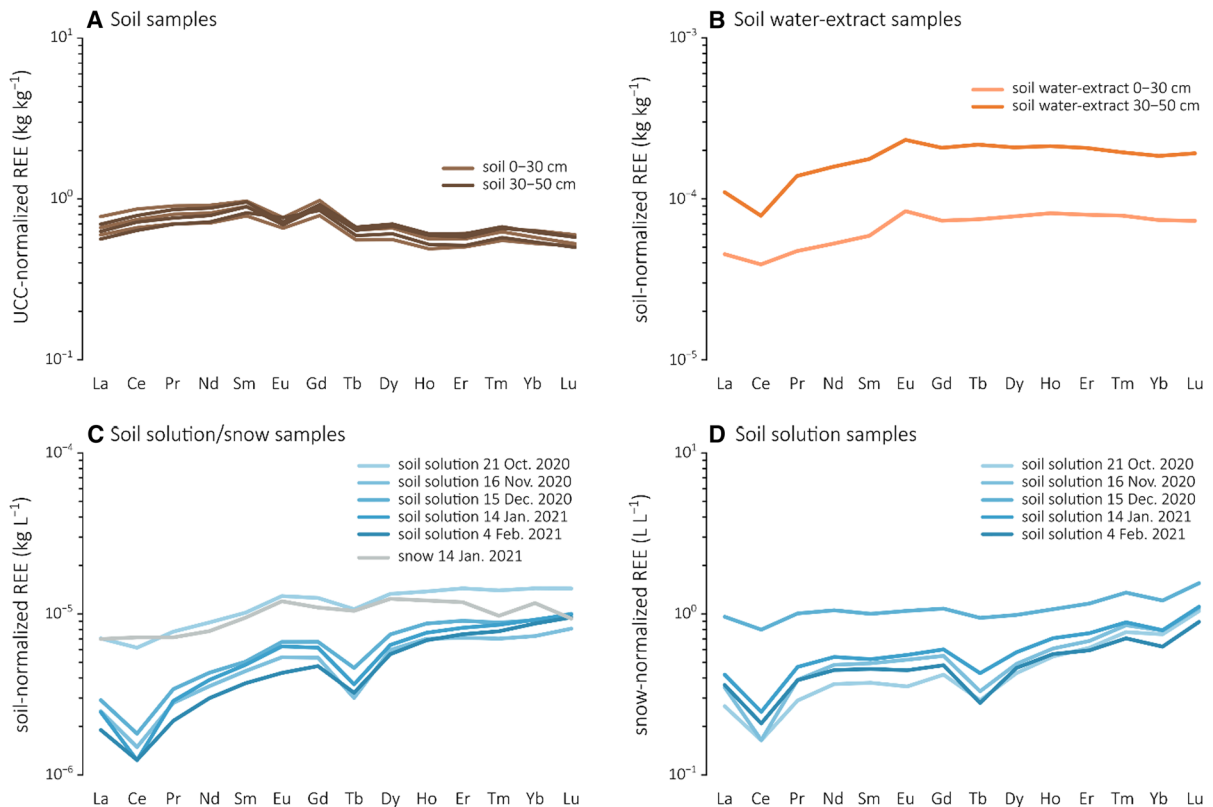 A Soil samples
UCC-normalized REE (kg kg⁻¹)
10¹
10⁰
10⁻¹
soil 0–30 cm
soil 30–50 cm
La Ce Pr Nd Sm Eu Gd Tb Dy Ho Er Tm Yb Lu
B Soil water-extract samples
soil-normalized REE (kg kg⁻¹)
10⁻³
10⁻⁴
10⁻⁵
soil water-extract 0–30 cm
soil water-extract 30–50 cm
La Ce Pr Nd Sm Eu Gd Tb Dy Ho Er Tm Yb Lu
C Soil solution/snow samples
soil-normalized REE (kg L⁻¹)
10⁻⁴
10⁻⁵
10⁻⁶
soil solution 21 Oct. 2020
soil solution 16 Nov. 2020
soil solution 15 Dec. 2020
soil solution 14 Jan. 2021
soil solution 4 Feb. 2021
snow 14 Jan. 2021
La Ce Pr Nd Sm Eu Gd Tb Dy Ho Er Tm Yb Lu
D Soil solution samples
snow-normalized REE (L L⁻¹)
10¹
10⁰
10⁻¹
soil solution 21 Oct. 2020
soil solution 16 Nov. 2020
soil solution 15 Dec. 2020
soil solution 14 Jan. 2021
soil solution 4 Feb. 2021
La Ce Pr Nd Sm Eu Gd Tb Dy Ho Er Tm Yb Lu